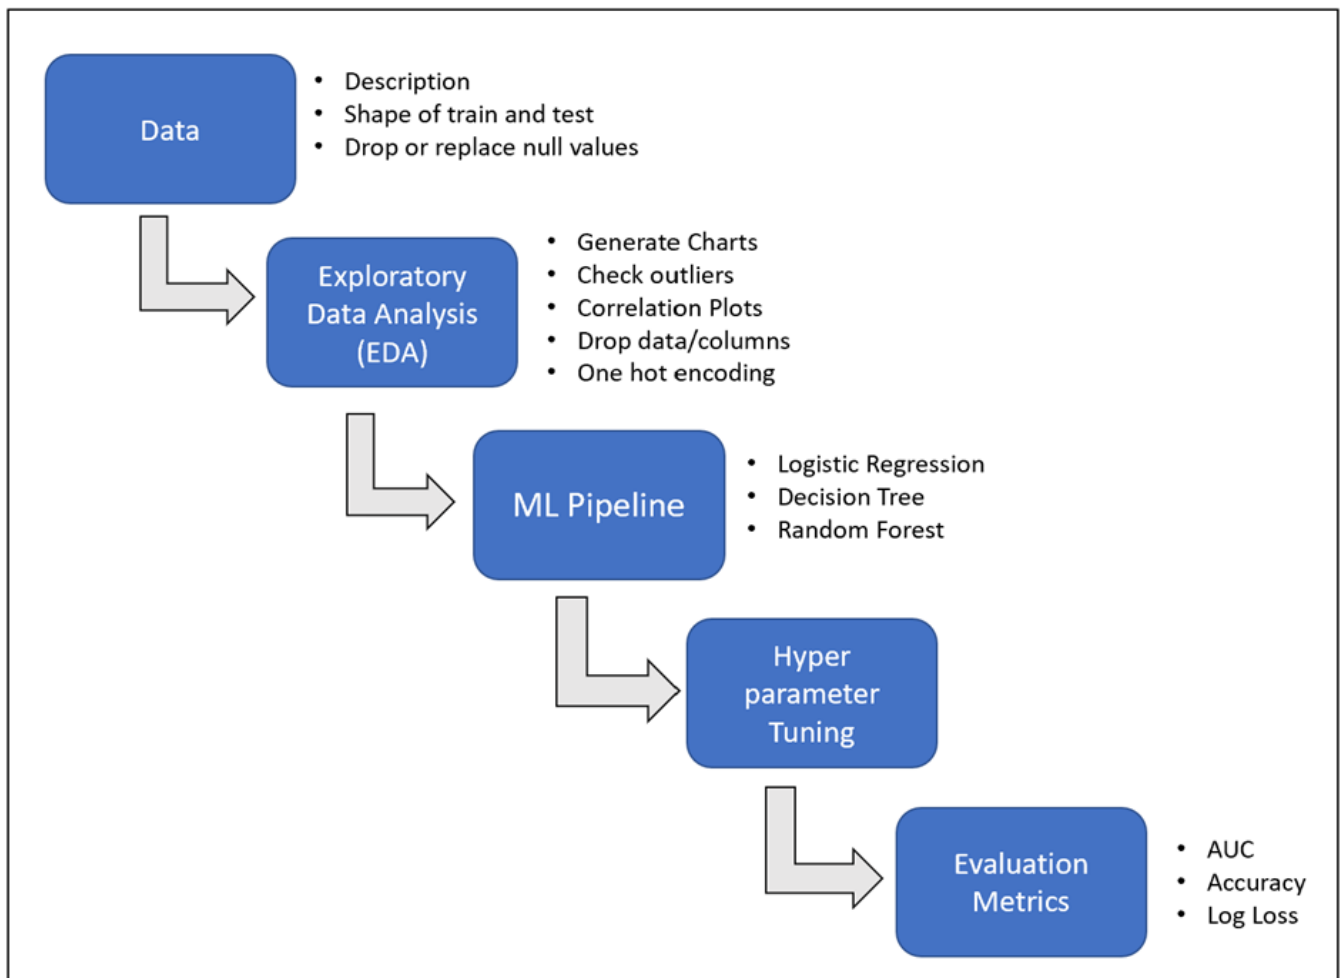 Data
• Description
• Shape of train and test
• Drop or replace null values
Exploratory
Data Analysis
(EDA)
• Generate Charts
• Check outliers
• Correlation Plots
• Drop data/columns
• One hot encoding
ML Pipeline
• Logistic Regression
• Decision Tree
• Random Forest
Hyper
parameter
Tuning
Evaluation
Metrics
• AUC
• Accuracy
• Log Loss